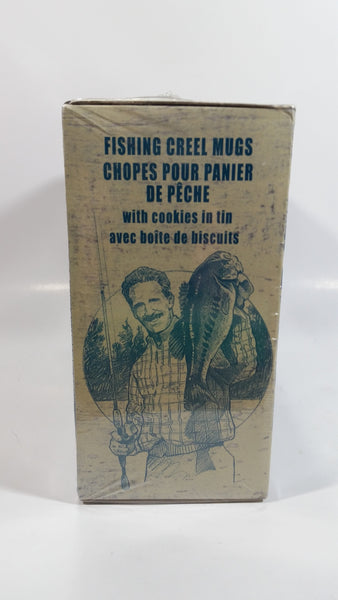 FISHING CREEL MUGS
CHOPES POUR PANIER
DE PÊCHE
with cookies in tin
avec boîte de biscuits